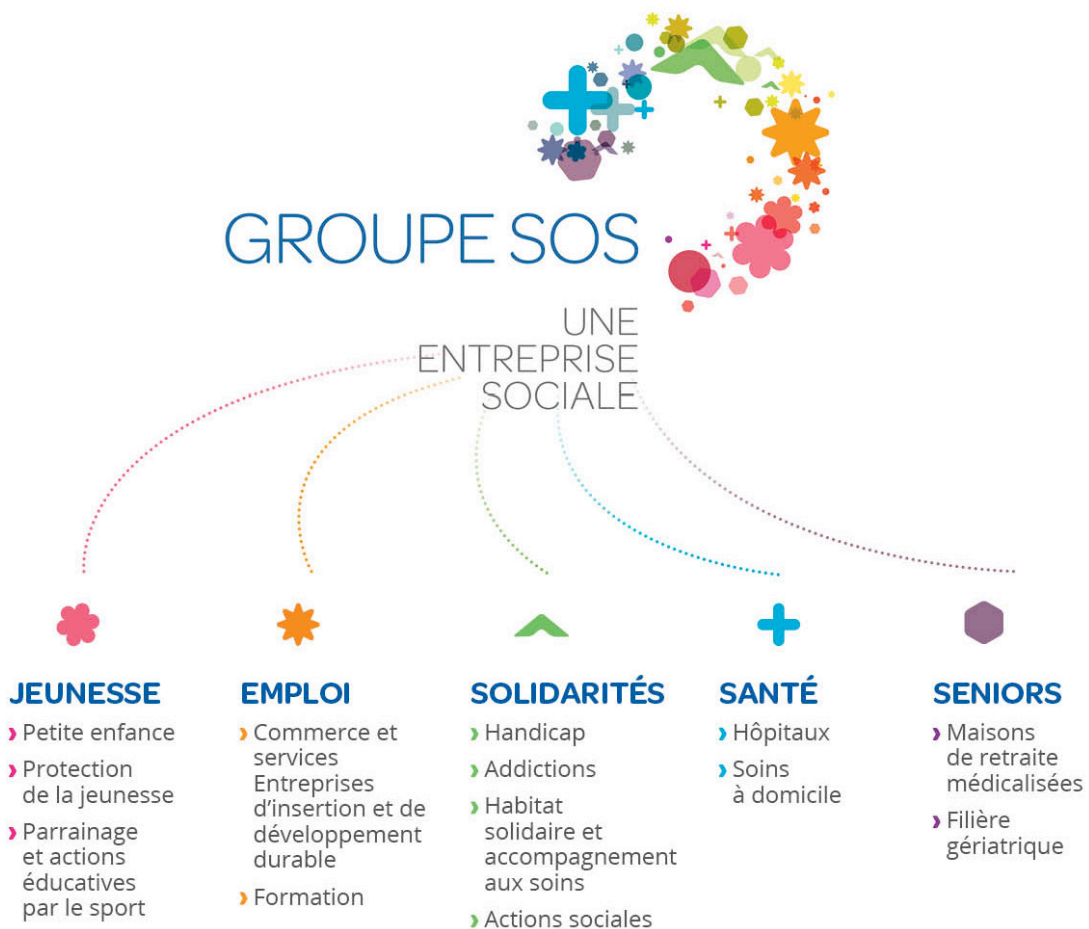 GROUPE SOS
UNE
ENTREPRISE
SOCIALE
JEUNESSE
› Petite enfance
› Protection
de la jeunesse
› Parrainage
et actions
éducatives
par le sport
EMPLOI
› Commerce et
services
Entreprises
d’insertion et de
développement
durable
› Formation
SOLIDARITÉS
› Handicap
› Addictions
› Habitat
solidaire et
accompagnement
aux soins
› Actions sociales
SANTÉ
› Hôpitaux
› Soins
à domicile
SENIORS
› Maisons
de retraite
médicalisées
› Filière
gériatrique